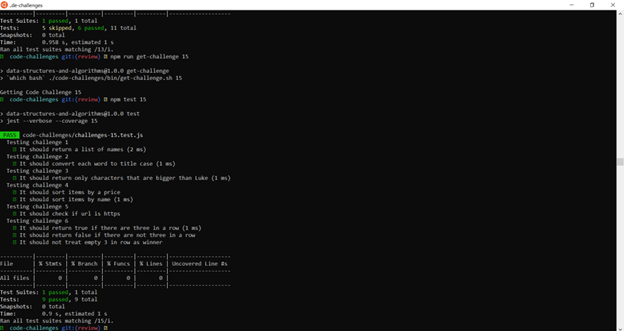 ..de-challenges
----------|---------|----------|---------|---------|-------------------
Test Suites: 1 passed, 1 total
Tests:       5 skipped, 6 passed, 11 total
Snapshots:   0 total
Time:        0.958 s, estimated 1 s
Ran all test suites matching /13/i.
code-challenges git:(review) npm run get-challenge 15
> data-structures-and-algorithms@1.0.0 get-challenge
> `which bash` ./code-challenges/bin/get-challenge.sh 15
Getting Code Challenge 15
code-challenges git:(review) npm test 15
> data-structures-and-algorithms@1.0.0 test
> jest --verbose --coverage 15
PASS code-challenges/challenges-15.test.js
Testing challenge 1
It should return a list of names (2 ms)
Testing challenge 2
It should convert each word to title case (1 ms)
Testing challenge 3
It should return only characters that are bigger than Luke (1 ms)
Testing challenge 4
It should sort items by a price
It should sort items by name (1 ms)
Testing challenge 5
It should check if url is https
Testing challenge 6
It should return true if there are three in a row (1 ms)
It should return false if there are not three in a row
It should not treat empty 3 in row as winner
----------|---------|----------|---------|---------|-------------------
File      | % Stmts | % Branch | % Funcs | % Lines | Uncovered Line #s
----------|---------|----------|---------|---------|-------------------
All files |       0 |        0 |       0 |       0 |
----------|---------|----------|---------|---------|-------------------
Test Suites: 1 passed, 1 total
Tests:       9 passed, 9 total
Snapshots:   0 total
Time:        0.9 s, estimated 1 s
Ran all test suites matching /15/i.
code-challenges git:(review)